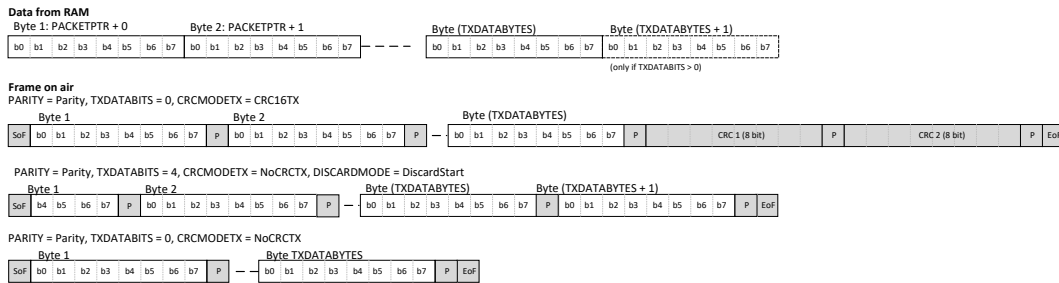 Data from RAM
Byte 1: PACKETPTR + 0 Byte 2: PACKETPTR + 1 Byte (TXDATABYTES) Byte (TXDATABYTES + 1)
b0 b1 b2 b3 b4 b5 b6 b7 b0 b1 b2 b3 b4 b5 b6 b7 b0 b1 b2 b3 b4 b5 b6 b7 b0 b1 b2 b3 b4 b5 b6 b7
(only if TXDATABITS > 0)
Frame on air
PARITY = Parity, TXDATABITS = 0, CRCMODETX = CRC16TX
Byte 1 Byte 2 Byte (TXDATABYTES)
SoF b0 b1 b2 b3 b4 b5 b6 b7 P b0 b1 b2 b3 b4 b5 b6 b7 P b0 b1 b2 b3 b4 b5 b6 b7 P CRC 1 (8 bit) P CRC 2 (8 bit) P EoF
PARITY = Parity, TXDATABITS = 4, CRCMODETX = NoCRCTX, DISCARDMODE = DiscardStart
Byte 1 Byte 2 Byte (TXDATABYTES) Byte (TXDATABYTES + 1)
SoF b4 b5 b6 b7 P b0 b1 b2 b3 b4 b5 b6 b7 P b0 b1 b2 b3 b4 b5 b6 b7 P b0 b1 b2 b3 b4 b5 b6 b7 P EoF
PARITY = Parity, TXDATABITS = 0, CRCMODETX = NoCRCTX
Byte 1 Byte TXDATABYTES
SoF b0 b1 b2 b3 b4 b5 b6 b7 P b0 b1 b2 b3 b4 b5 b6 b7 P EoF